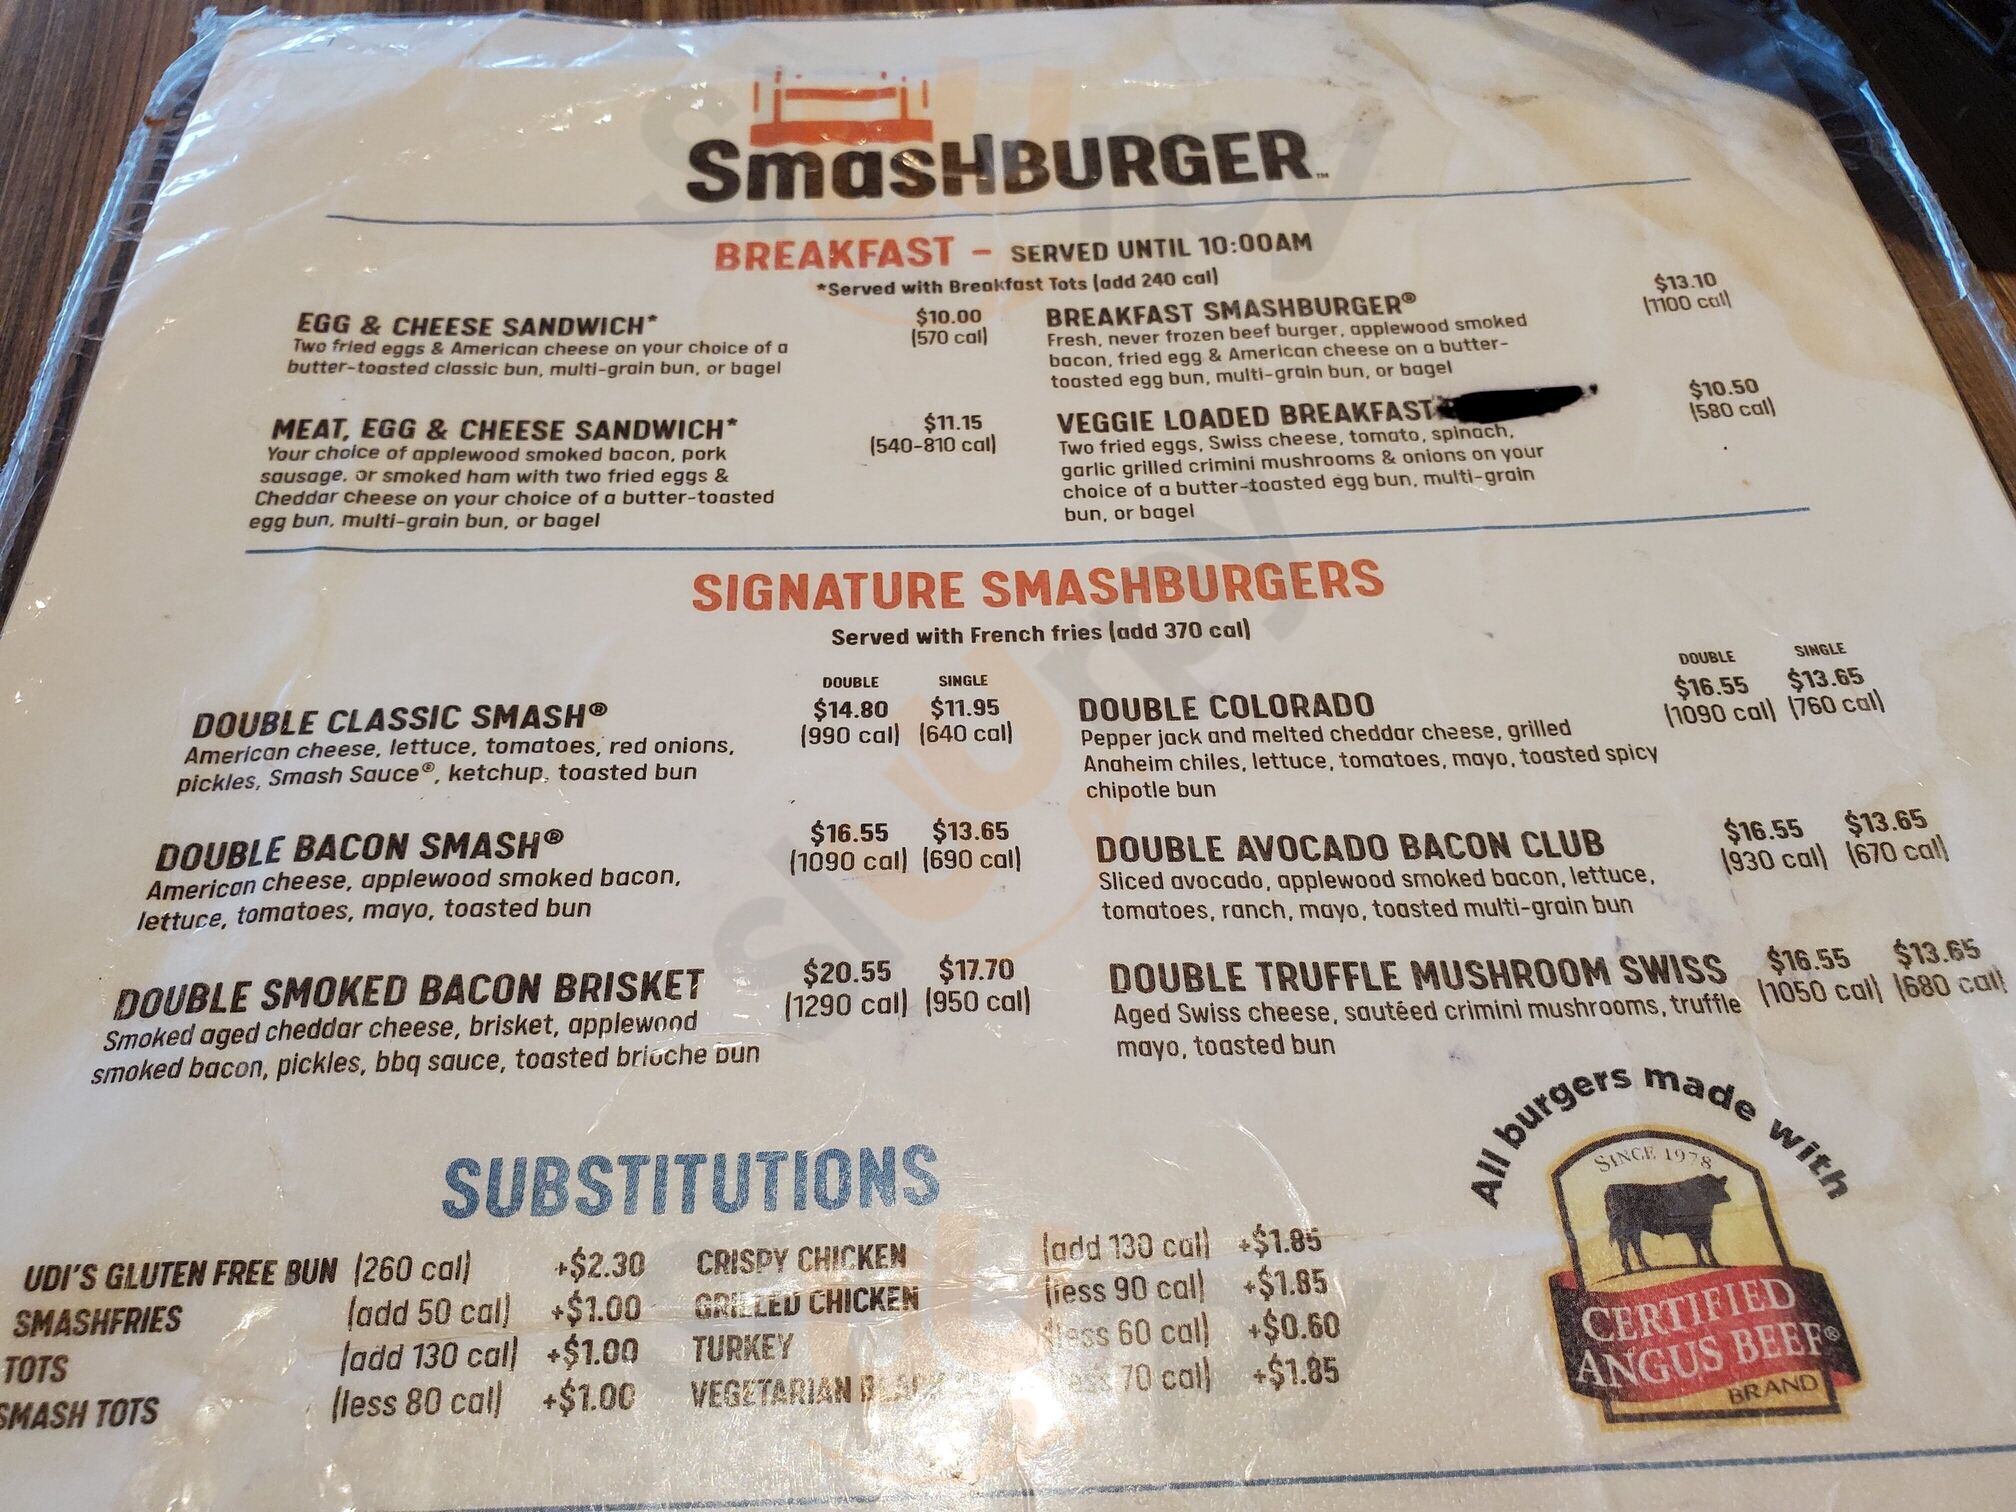 SmasHBURGER™
BREAKFAST - SERVED UNTIL 10:00AM
*Served with Breakfast Tots (add 240 cal)
EGG & CHEESE SANDWICH* $10.00
Two fried eggs & American cheese on your choice of a (570 cal)
butter-toasted classic bun, multi-grain bun, or bagel
MEAT, EGG & CHEESE SANDWICH* $11.15
Your choice of applewood smoked bacon, pork (540-810 cal)
sausage, or smoked ham with two fried eggs &
Cheddar cheese on your choice of a butter-toasted
egg bun, multi-grain bun, or bagel
BREAKFAST SMASHBURGER® $13.10
Fresh, never frozen beef burger, applewood smoked (1100 cal)
bacon, fried egg & American cheese on a butter-
toasted egg bun, multi-grain bun, or bagel
VEGGIE LOADED BREAKFAST $10.50
Two fried eggs, Swiss cheese, tomato, spinach, (580 cal)
garlic grilled crimini mushrooms & onions on your
choice of a butter-toasted egg bun, multi-grain
bun, or bagel
SIGNATURE SMASHBURGERS
Served with French fries (add 370 cal)
DOUBLE SINGLE
DOUBLE CLASSIC SMASH® $14.80 $11.95
American cheese, lettuce, tomatoes, red onions, (990 cal) (640 cal)
pickles, Smash Sauce®, ketchup, toasted bun
DOUBLE BACON SMASH® $16.55 $13.65
American cheese, applewood smoked bacon, (1090 cal) (690 cal)
lettuce, tomatoes, mayo, toasted bun
DOUBLE SMOKED BACON BRISKET $20.55 $17.70
Smoked aged cheddar cheese, brisket, applewood (1290 cal) (950 cal)
smoked bacon, pickles, bbq sauce, toasted brioche bun
DOUBLE SINGLE
DOUBLE COLORADO $16.55 $13.65
Pepper jack and melted cheddar cheese, grilled (1090 cal) (760 cal)
Anaheim chiles, lettuce, tomatoes, mayo, toasted spicy
chipotle bun
DOUBLE AVOCADO BACON CLUB $16.55 $13.65
Sliced avocado, applewood smoked bacon, lettuce, (930 cal) (670 cal)
tomatoes, ranch, mayo, toasted multi-grain bun
DOUBLE TRUFFLE MUSHROOM SWISS $16.55 $13.65
Aged Swiss cheese, sautéed crimini mushrooms, truffle (1050 cal) (680 cal)
mayo, toasted bun
SUBSTITUTIONS
UDI'S GLUTEN FREE BUN (260 cal) +$2.30
SMASHFRIES (add 50 cal) +$1.00
TOTS (add 130 cal) +$1.00
SMASH TOTS (less 80 cal) +$1.00
CRISPY CHICKEN (add 130 cal) +$1.85
GRILLED CHICKEN (less 90 cal) +$1.85
TURKEY (less 60 cal) +$0.60
VEGETARIAN 70 cal) +$1.85
All burgers made with
SINCE 1978
CERTIFIED
ANGUS BEEF®
BRAND
slurpy
slurpy
slurpy